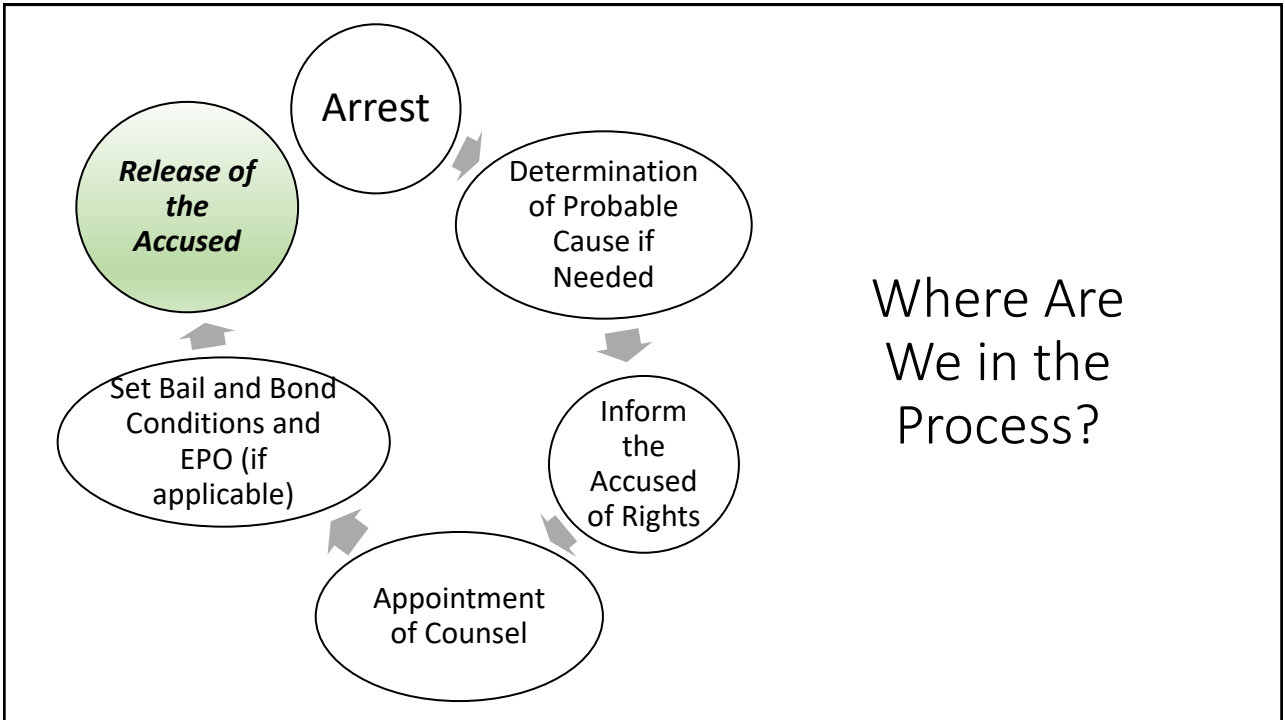 Arrest
Determination
of Probable
Cause if
Needed
Inform
the
Accused
of Rights
Appointment
of Counsel
Set Bail and Bond
Conditions and
EPO (if
applicable)
Release of
the
Accused
Where Are
We in the
Process?